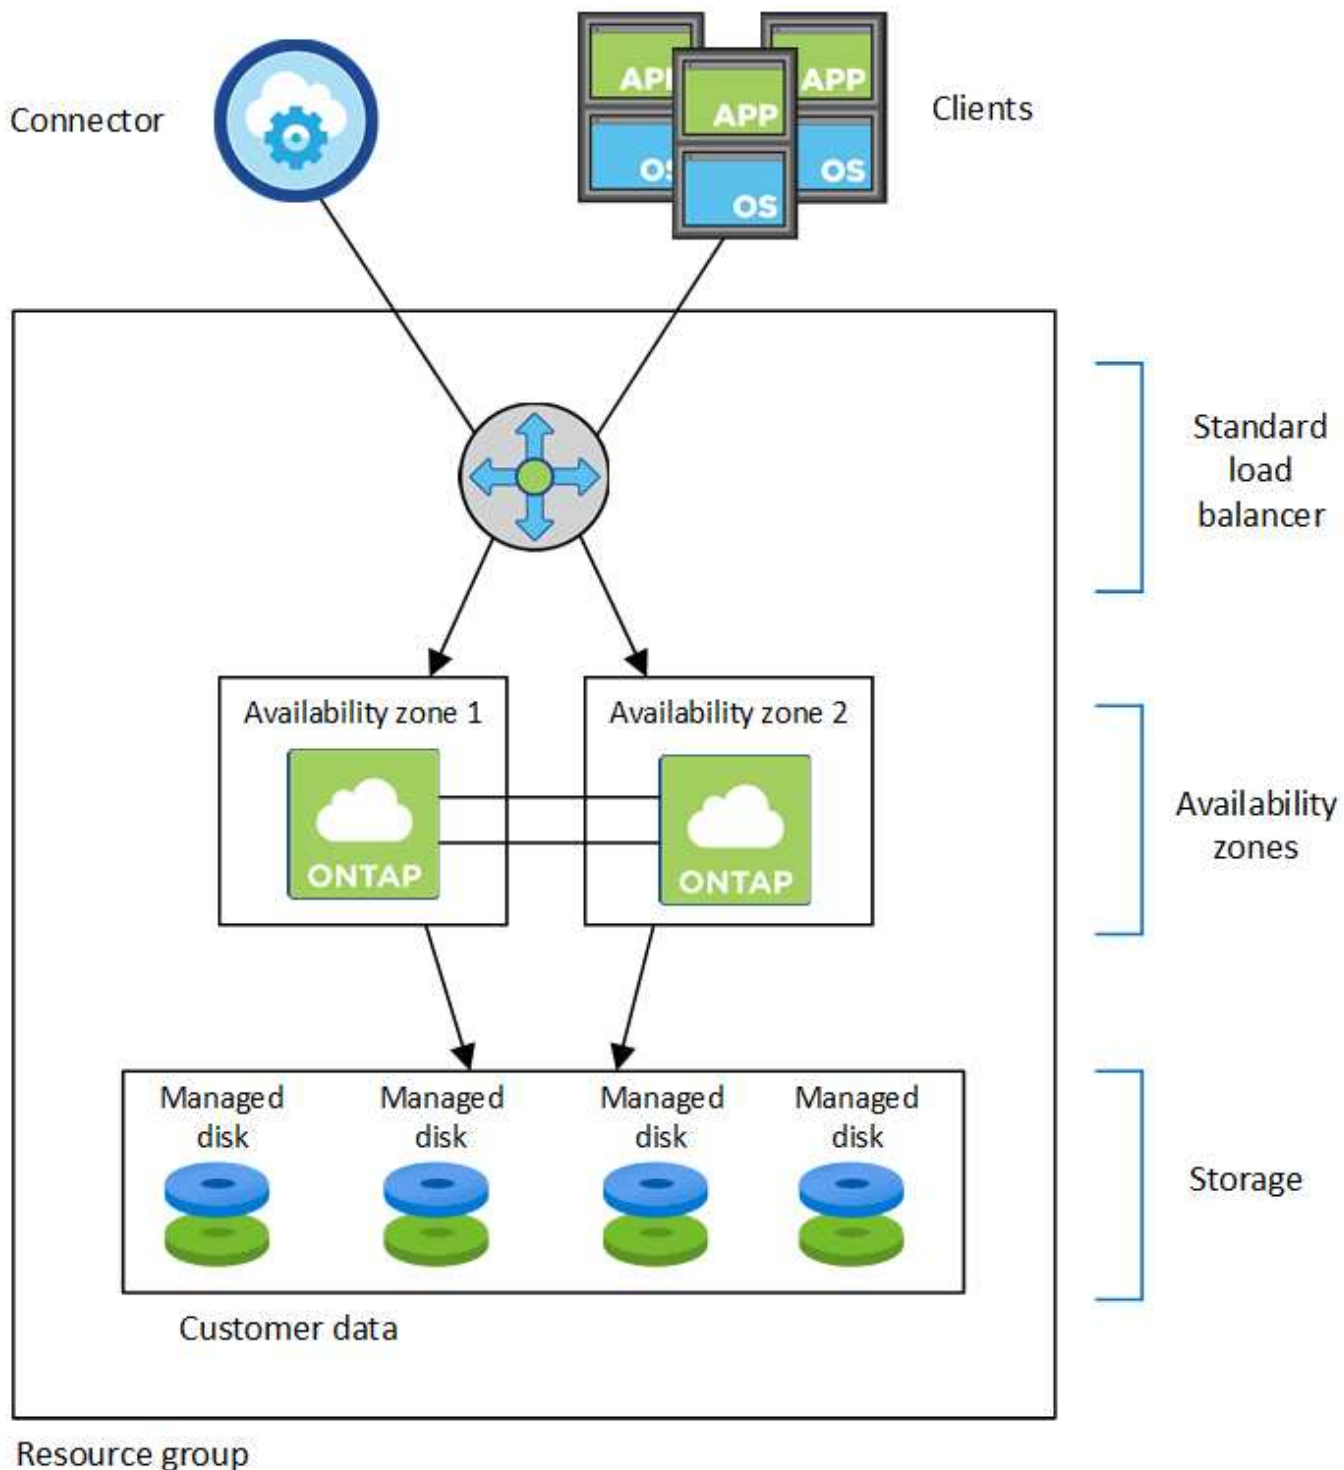 Connector
Clients
APP
OS
APP
OS
APP
OS
Standard
load
balancer
Availability zone 1
Availability zone 2
ONTAP
ONTAP
Availability
zones
Managed
disk
Managed
disk
Managed
disk
Managed
disk
Storage
Customer data
Resource group